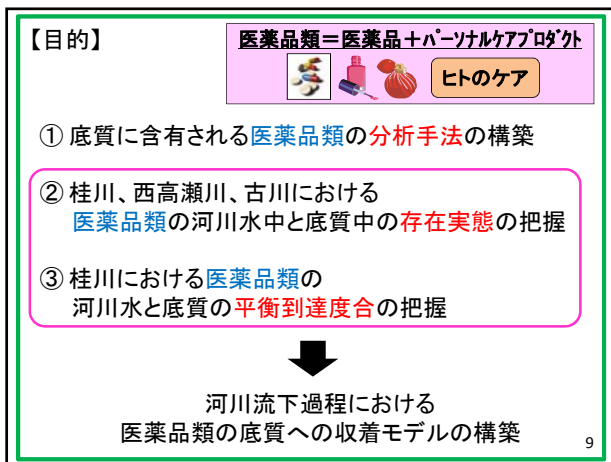 【目的】
医薬品類＝医薬品＋ﾊﾟｰｿﾅﾙｹｱﾌﾟﾛﾀﾞｸﾄ
ヒトのケア
① 底質に含有される医薬品類の分析手法の構築
② 桂川、西高瀬川、古川における
医薬品類の河川水中と底質中の存在実態の把握
③ 桂川における医薬品類の
河川水と底質の平衡到達度合の把握
河川流下過程における
医薬品類の底質への収着モデルの構築
9